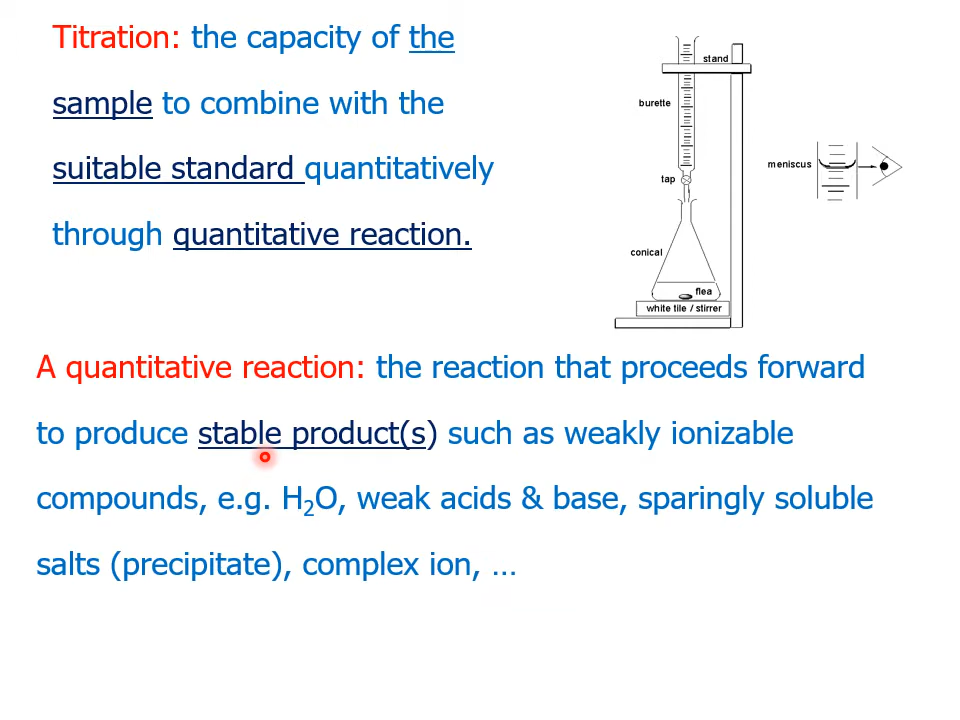 Titration: the capacity of the
sample to combine with the
suitable standard quantitatively
through quantitative reaction.
stand
burette
meniscus
tap
conical
flea
white tile / stirrer
A quantitative reaction: the reaction that proceeds forward
to produce stable product(s) such as weakly ionizable
compounds, e.g. H₂O, weak acids & base, sparingly soluble
salts (precipitate), complex ion, …